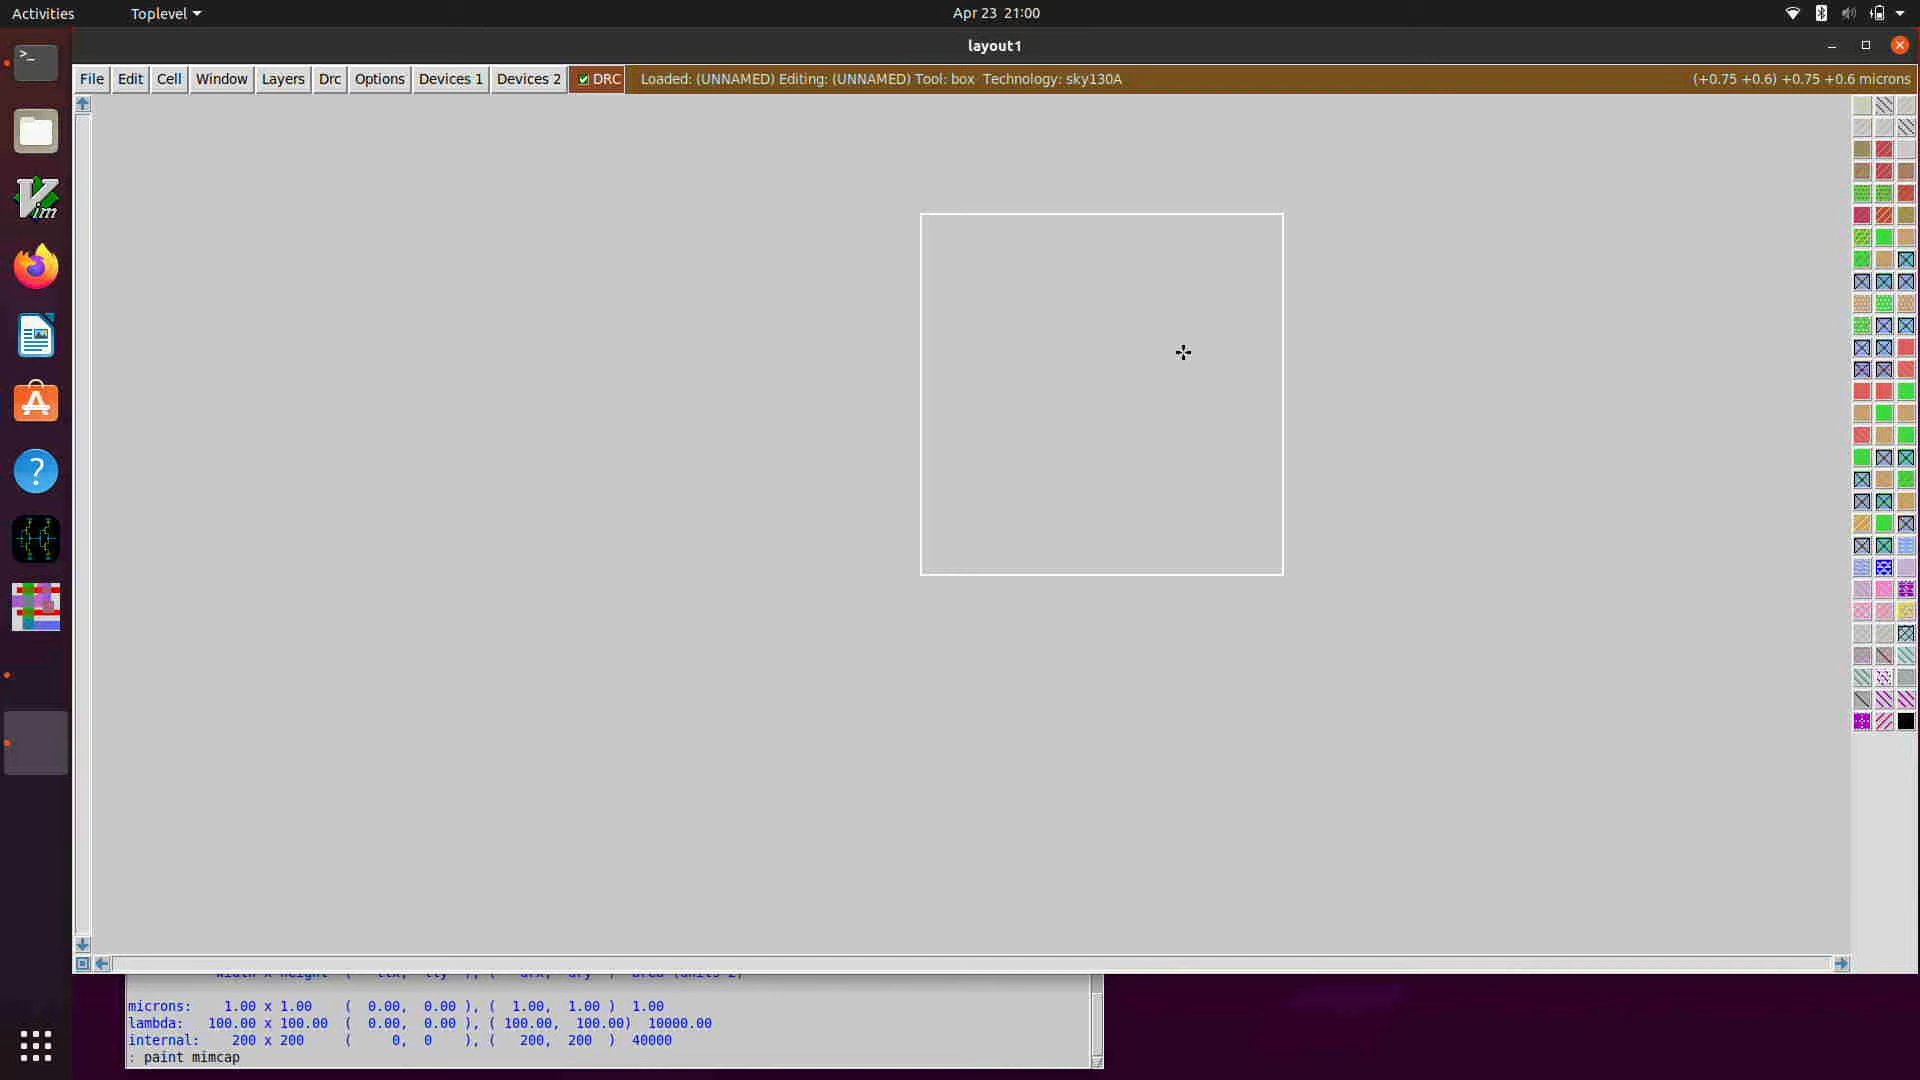 Activities Toplevel Apr 23 21:00
layout1
File Edit Cell Window Layers Drc Options Devices 1 Devices 2 DRC Loaded: (UNNAMED) Editing: (UNNAMED) Tool: box Technology: sky130A (+0.75 +0.6) +0.75 +0.6 microns
microns: 1.00 x 1.00 ( 0.00, 0.00 ), ( 1.00, 1.00 ) 1.00
lambda: 100.00 x 100.00 ( 0.00, 0.00 ), ( 100.00, 100.00) 10000.00
internal: 200 x 200 ( 0, 0 ), ( 200, 200 ) 40000
: paint mimcap